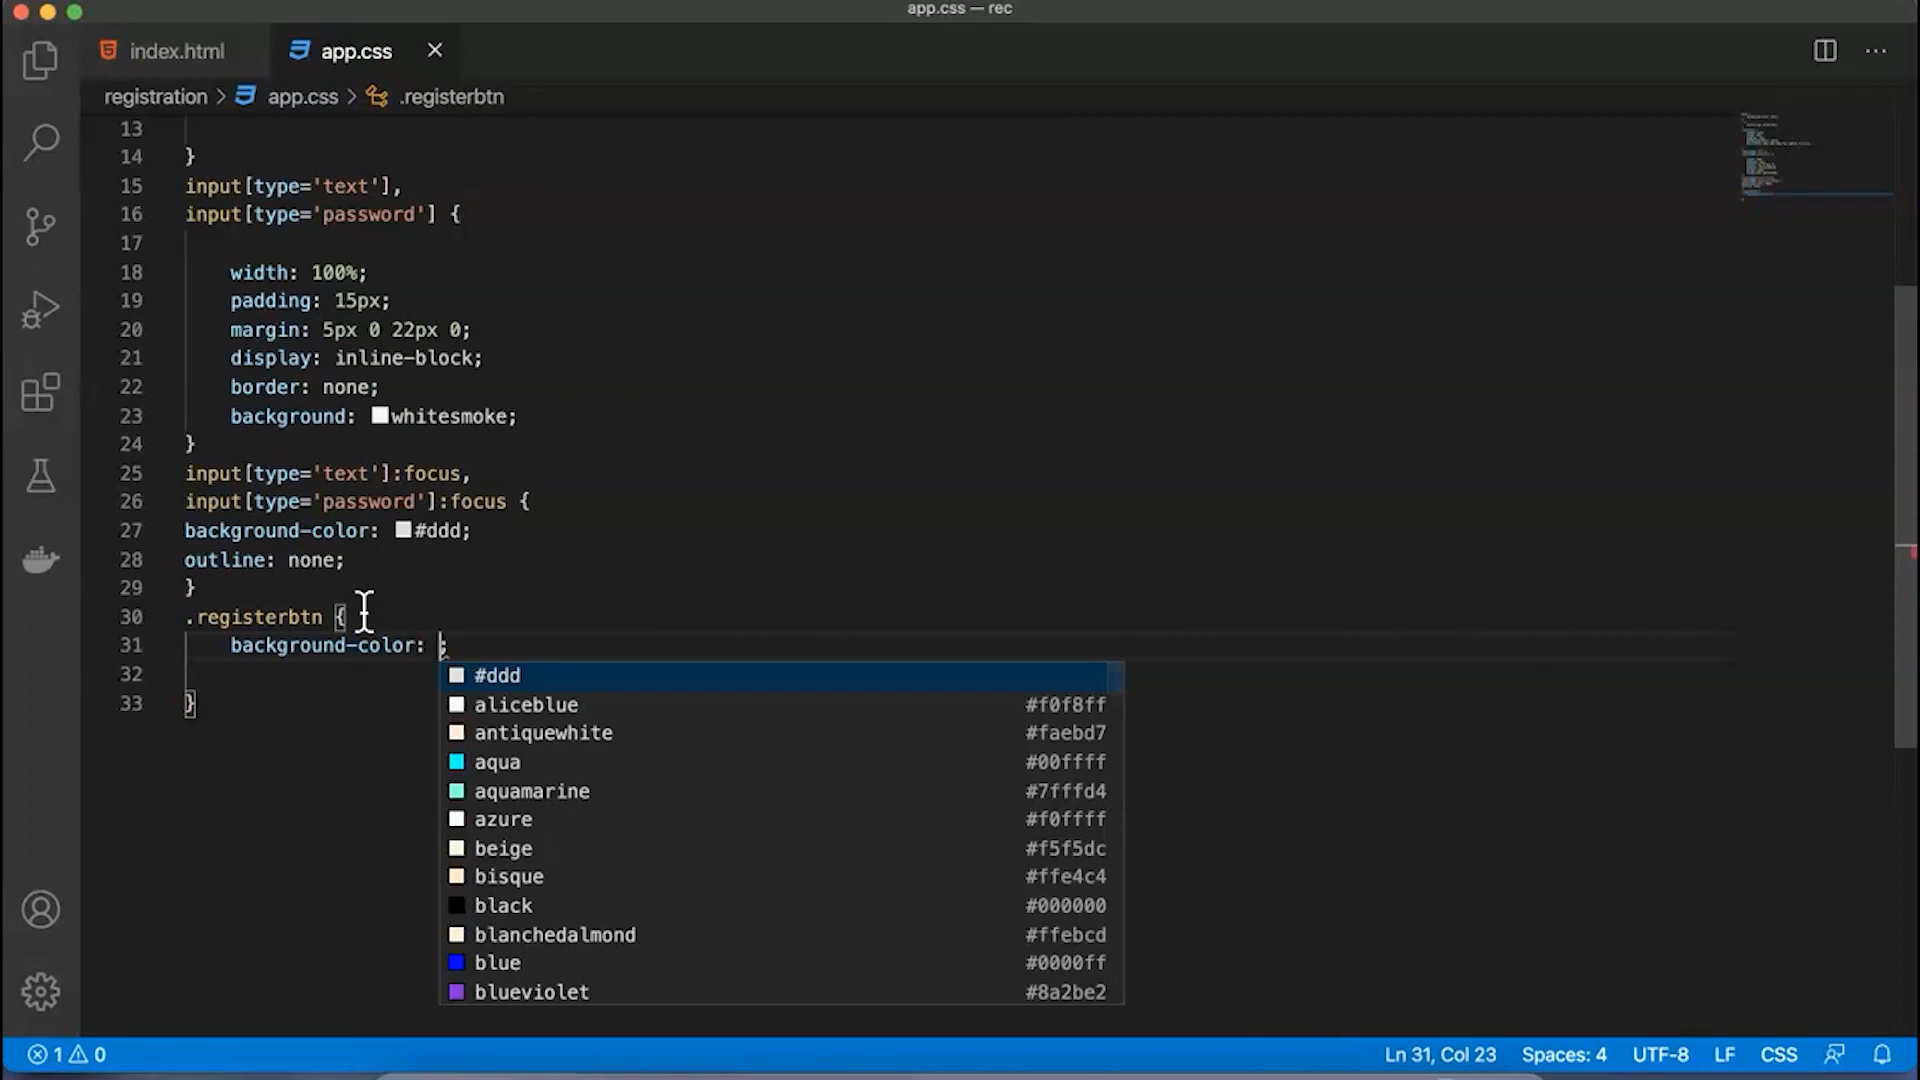 app.css — rec
index.html
app.css
registration > app.css > .registerbtn
13
14 }
15 input[type='text'],
16 input[type='password'] {
17
18 width: 100%;
19 padding: 15px;
20 margin: 5px 0 22px 0;
21 display: inline-block;
22 border: none;
23 background: whitesmoke;
24 }
25 input[type='text']:focus,
26 input[type='password']:focus {
27 background-color: #ddd;
28 outline: none;
29 }
30 .registerbtn {
31 background-color: ;
32
33 }
#ddd
aliceblue #f0f8ff
antiquewhite #faebd7
aqua #00ffff
aquamarine #7fffd4
azure #f0ffff
beige #f5f5dc
bisque #ffe4c4
black #000000
blanchedalmond #ffebcd
blue #0000ff
blueviolet #8a2be2
1 0 Ln 31, Col 23 Spaces: 4 UTF-8 LF CSS